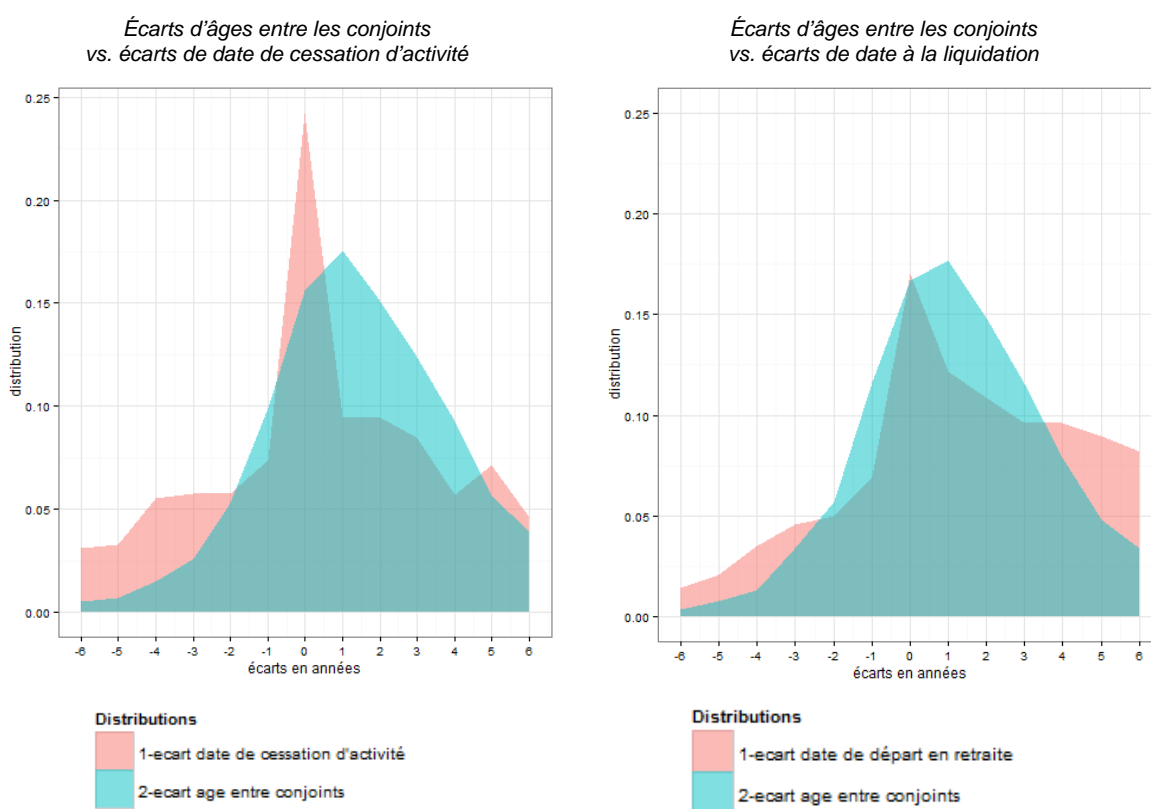 Écarts d’âges entre les conjoints
vs. écarts de date de cessation d’activité
0.25
0.20
0.15
0.10
0.05
0.00
distribution
-6 -5 -4 -3 -2 -1 0 1 2 3 4 5 6
écarts en années
Distributions
1-ecart date de cessation d'activité
2-ecart age entre conjoints
Écarts d’âges entre les conjoints
vs. écarts de date à la liquidation
0.25
0.20
0.15
0.10
0.05
0.00
distribution
-6 -5 -4 -3 -2 -1 0 1 2 3 4 5 6
écarts en années
Distributions
1-ecart date de départ en retraite
2-ecart age entre conjoints